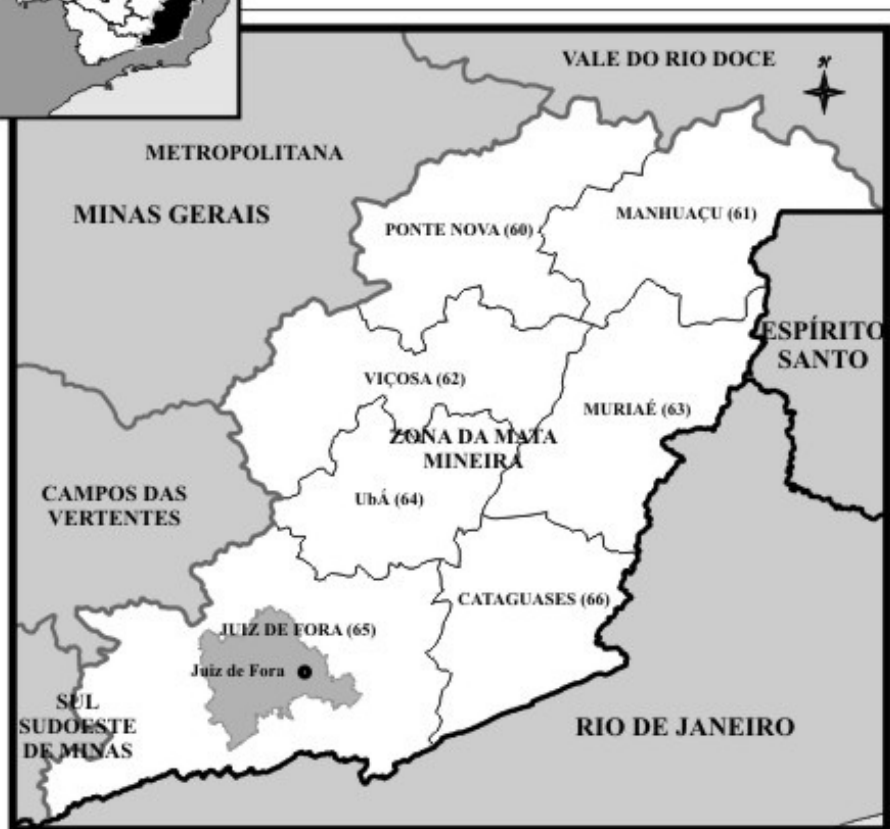 VALE DO RIO DOCE
N
METROPOLITANA
MINAS GERAIS
MANHUAÇU (61)
PONTE NOVA (60)
ESPÍRITO
SANTO
VIÇOSA (62)
MURIAÉ (63)
ZONA DA MATA
MINEIRA
CAMPOS DAS
VERTENTES
UbÁ (64)
CATAGUASES (66)
JUIZ DE FORA (65)
Juiz de Fora
SUL
SUDOESTE
DE MINAS
RIO DE JANEIRO